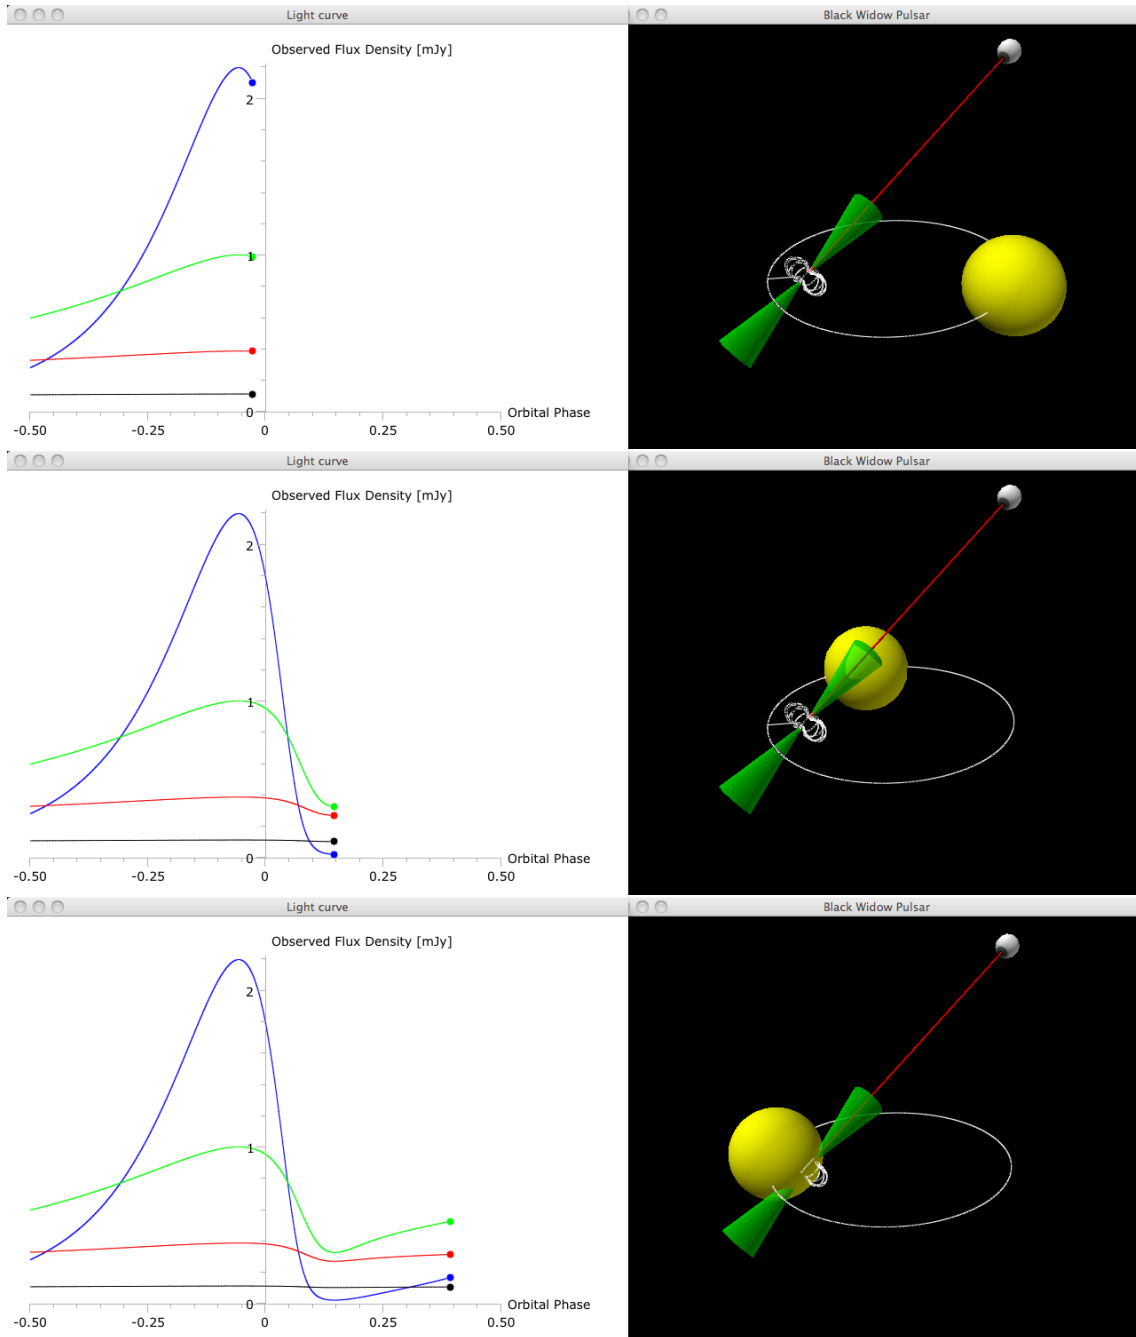 Light curve
Black Widow Pulsar
Observed Flux Density [mJy]
2
1
0
Orbital Phase
-0.50
-0.25
0
0.25
0.50
Light curve
Black Widow Pulsar
Observed Flux Density [mJy]
2
1
0
Orbital Phase
-0.50
-0.25
0
0.25
0.50
Light curve
Black Widow Pulsar
Observed Flux Density [mJy]
2
1
0
Orbital Phase
-0.50
-0.25
0
0.25
0.50